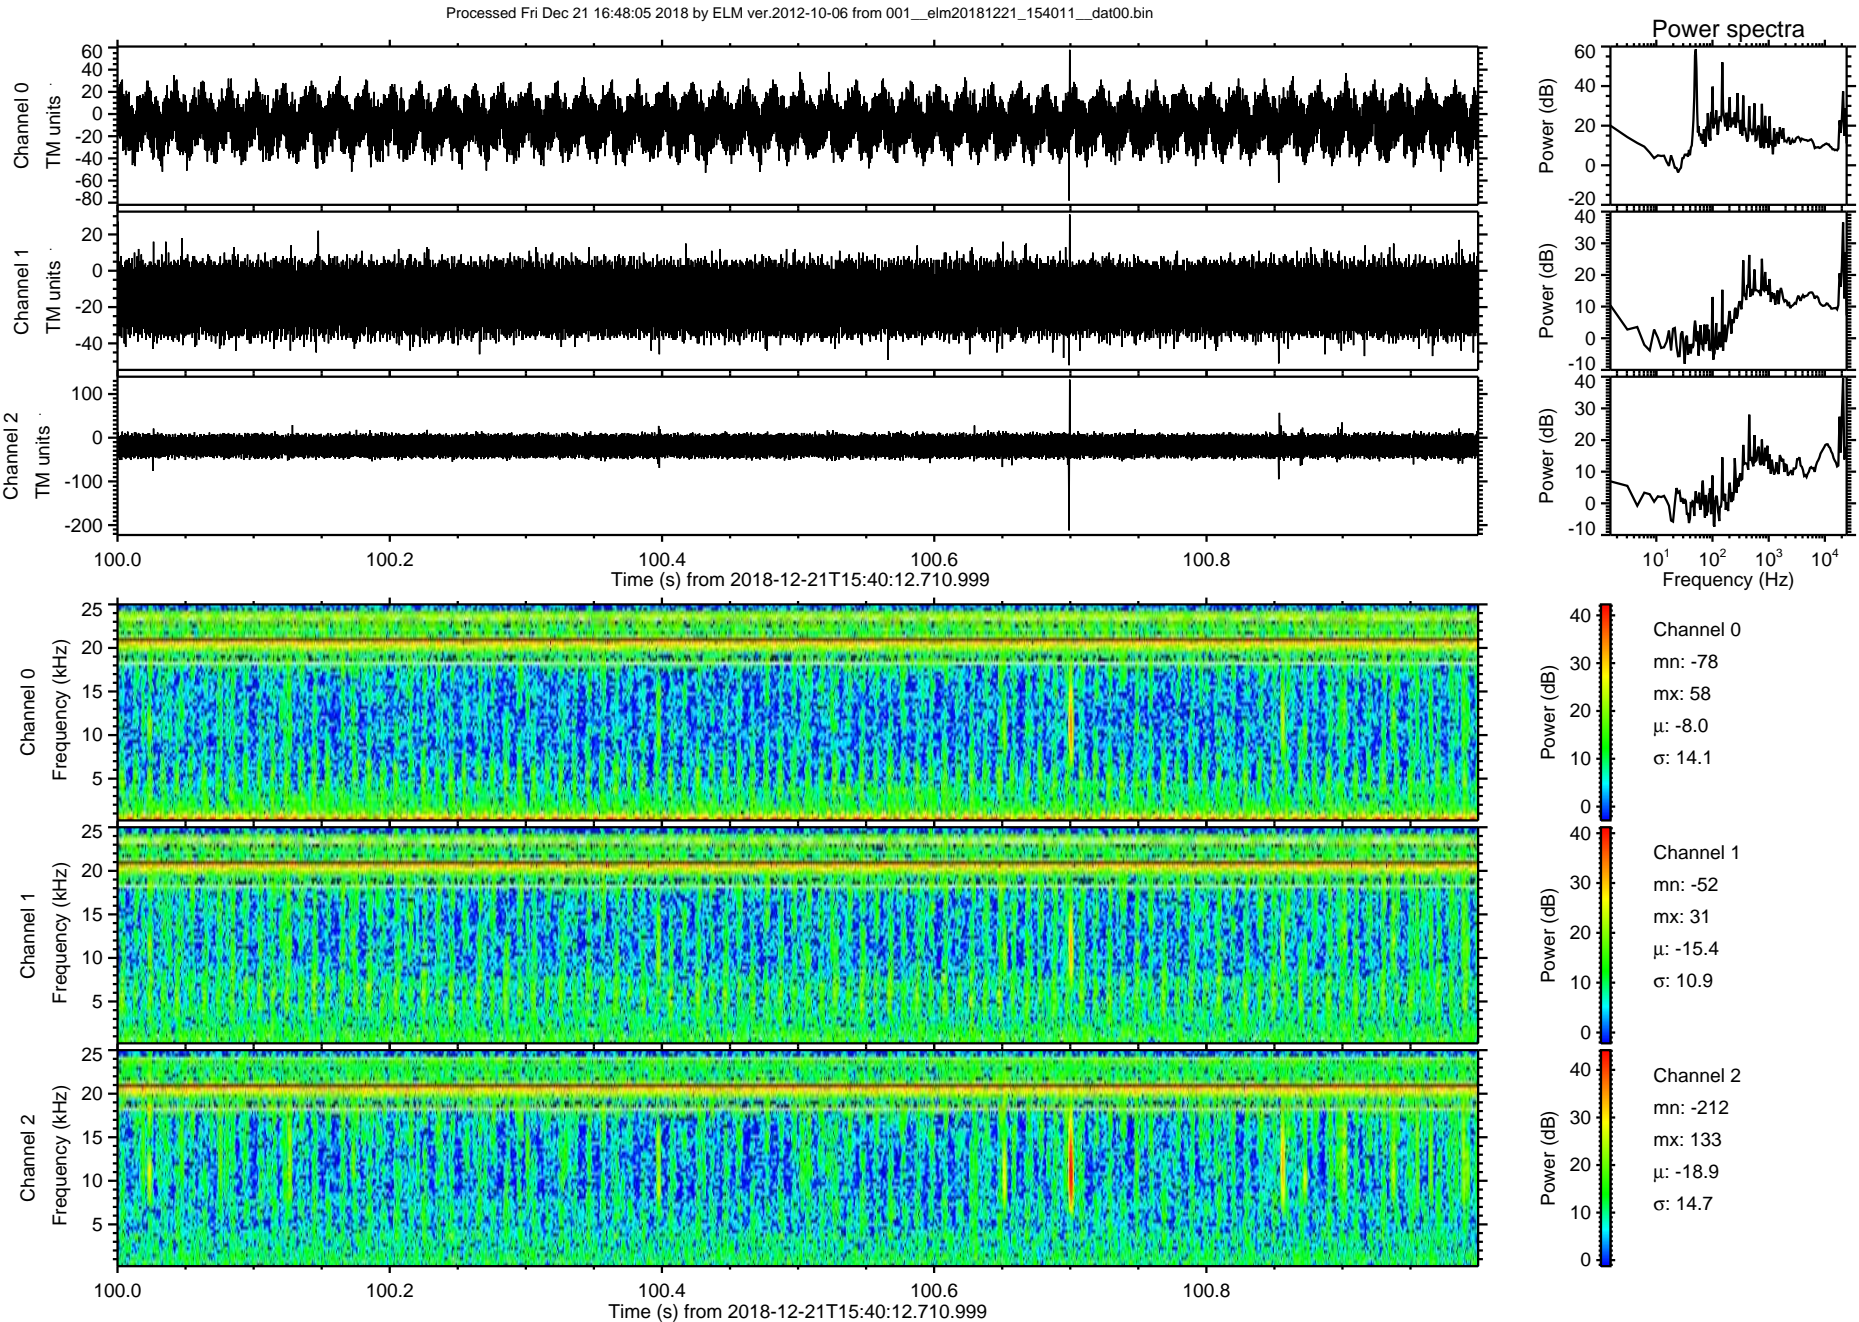 Processed Fri Dec 21 16:48:05 2018 by ELM ver.2012-10-06 from 001__elm20181221_154011__dat00.bin
Power spectra
Channel 0
TM units
60
40
20
0
-20
-40
-60
-80
Power (dB)
60
40
20
0
-20
Channel 1
TM units
20
0
-20
-40
Power (dB)
40
30
20
10
0
-10
Channel 2
TM units
100
0
-100
-200
Power (dB)
40
30
20
10
0
-10
100.0 100.2 100.4 100.6 100.8
Time (s) from 2018-12-21T15:40:12.710.999
10^1 10^2 10^3 10^4
Frequency (Hz)
Channel 0
Frequency (kHz)
25
20
15
10
5
Power (dB)
40
30
20
10
0
Channel 0
mn: -78
mx: 58
μ: -8.0
σ: 14.1
Channel 1
Frequency (kHz)
25
20
15
10
5
Power (dB)
40
30
20
10
0
Channel 1
mn: -52
mx: 31
μ: -15.4
σ: 10.9
Channel 2
Frequency (kHz)
25
20
15
10
5
Power (dB)
40
30
20
10
0
Channel 2
mn: -212
mx: 133
μ: -18.9
σ: 14.7
100.0 100.2 100.4 100.6 100.8
Time (s) from 2018-12-21T15:40:12.710.999